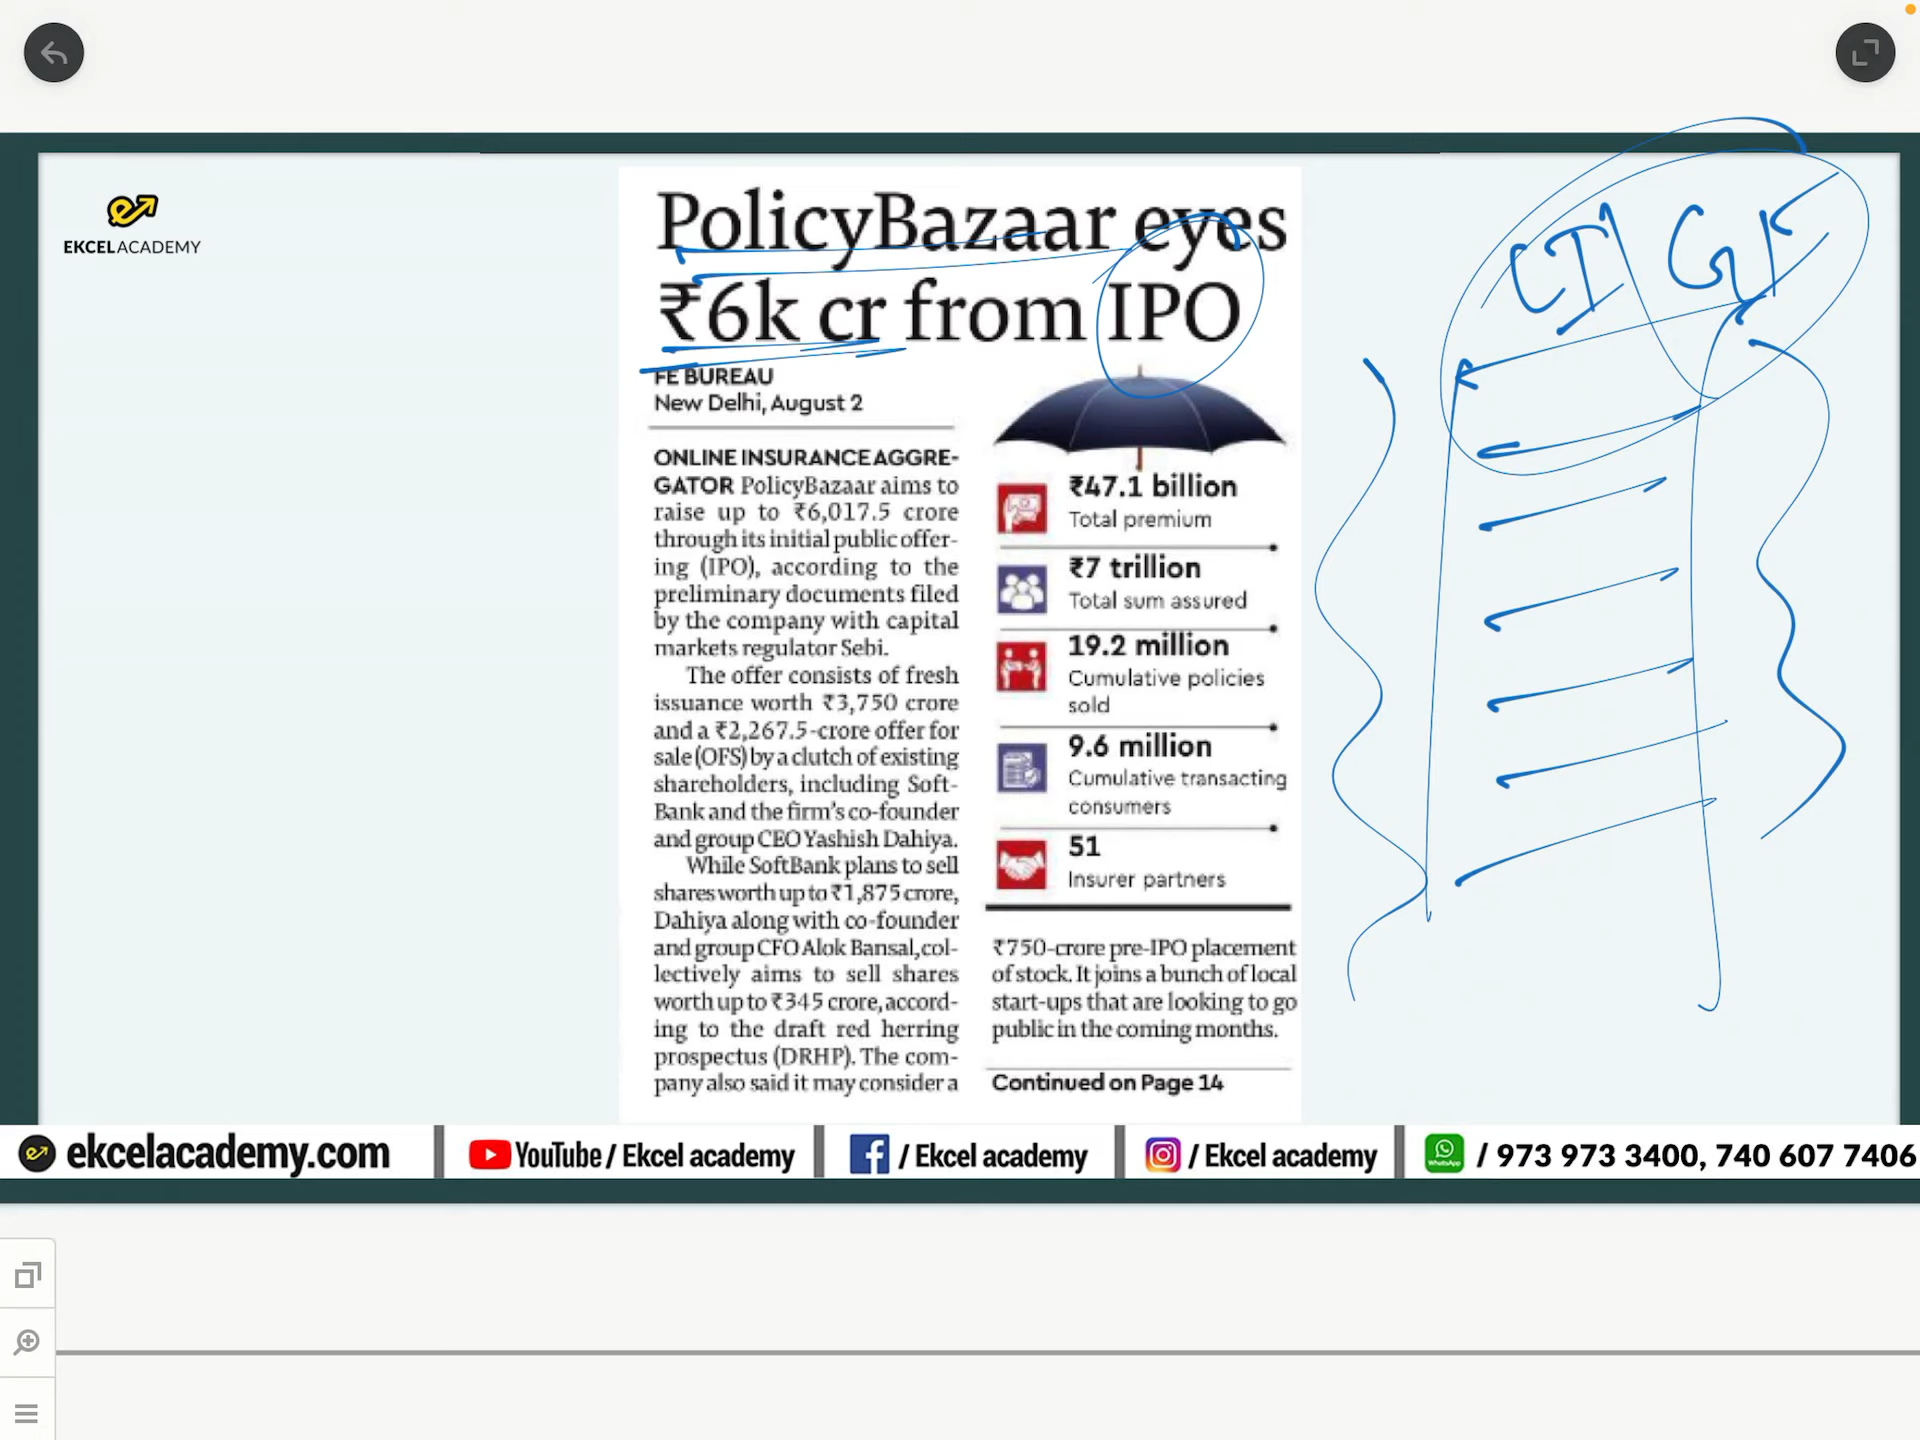 EKCELACADEMY
PolicyBazaar eyes
₹6k cr from IPO
FE BUREAU
New Delhi, August 2
ONLINE INSURANCE AGGRE-
GATOR PolicyBazaar aims to
raise up to ₹6,017.5 crore
through its initial public offer-
ing (IPO), according to the
preliminary documents filed
by the company with capital
markets regulator Sebi.
The offer consists of fresh
issuance worth ₹3,750 crore
and a ₹2,267.5-crore offer for
sale (OFS) by a clutch of existing
shareholders, including Soft-
Bank and the firm's co-founder
and group CEO Yashish Dahiya.
While SoftBank plans to sell
shares worth up to ₹1,875 crore,
Dahiya along with co-founder
and group CFO Alok Bansal, col-
lectively aims to sell shares
worth up to ₹345 crore, accord-
ing to the draft red herring
prospectus (DRHP). The com-
pany also said it may consider a
₹47.1 billion
Total premium
₹7 trillion
Total sum assured
19.2 million
Cumulative policies
sold
9.6 million
Cumulative transacting
consumers
51
Insurer partners
₹750-crore pre-IPO placement
of stock. It joins a bunch of local
start-ups that are looking to go
public in the coming months.
Continued on Page 14
ekcelacademy.com
YouTube / Ekcel academy
/ Ekcel academy
/ Ekcel academy
WhatsApp
/ 973 973 3400, 740 607 7406